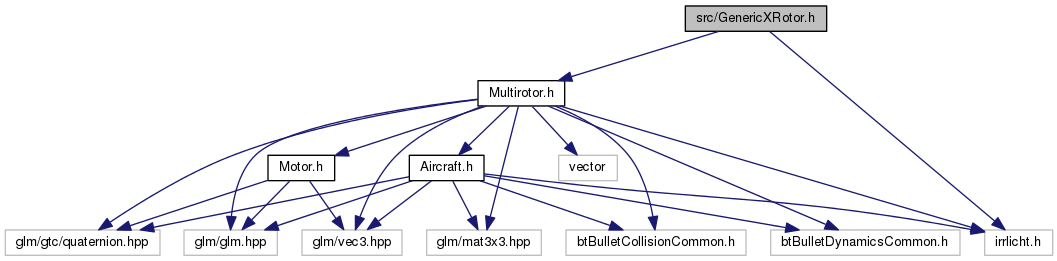 src/GenericXRotor.h
Multirotor.h
Motor.h
Aircraft.h
vector
glm/gtc/quaternion.hpp
glm/glm.hpp
glm/vec3.hpp
glm/mat3x3.hpp
btBulletCollisionCommon.h
btBulletDynamicsCommon.h
irrlicht.h